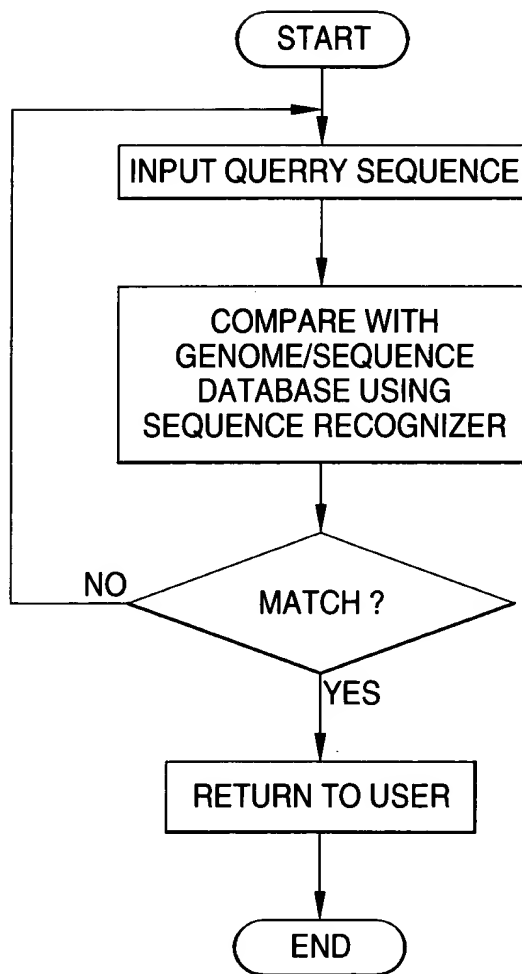 START
INPUT QUERRY SEQUENCE
COMPARE WITH
GENOME/SEQUENCE
DATABASE USING
SEQUENCE RECOGNIZER
NO
MATCH ?
YES
RETURN TO USER
END